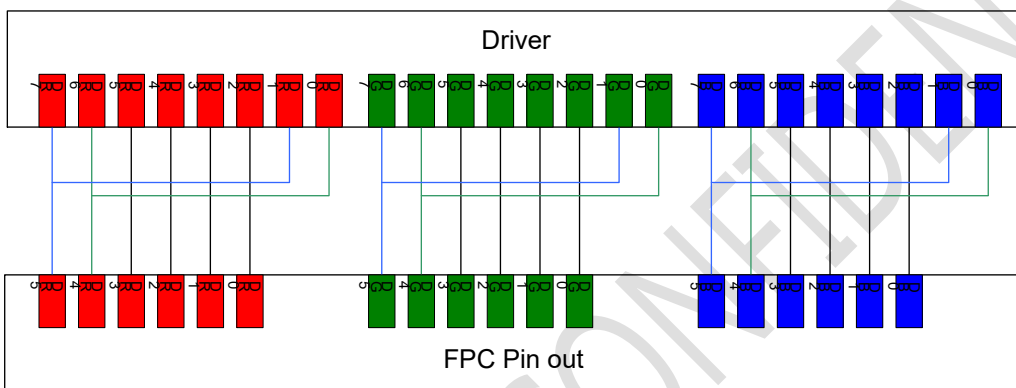 Driver
DR7 DR6 DR5 DR4 DR3 DR2 DR1 DR0 DG7 DG6 DG5 DG4 DG3 DG2 DG1 DG0 DB7 DB6 DB5 DB4 DB3 DB2 DB1 DB0
DR5 DR4 DR3 DR2 DR1 DR0 DG5 DG4 DG3 DG2 DG1 DG0 DB5 DB4 DB3 DB2 DB1 DB0
FPC Pin out
CONFIDEN